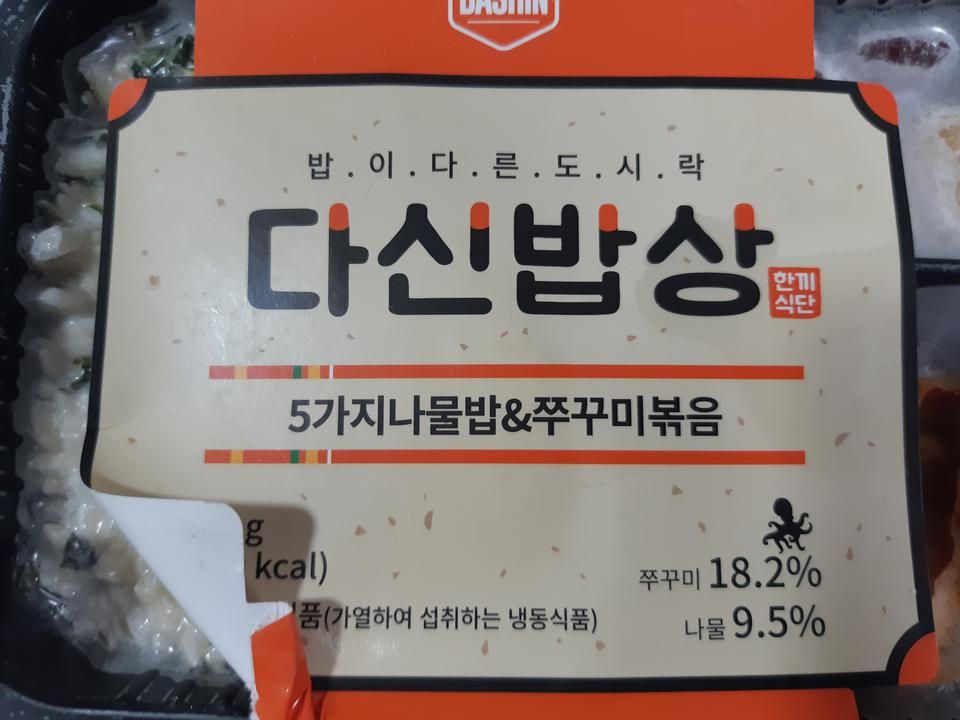 DASHIN
밥.이.다.른.도.시.락
다신밥상
한끼
식단
5가지나물밥&쭈꾸미볶음
g
kcal)
품(가열하여 섭취하는 냉동식품)
쭈꾸미 18.2%
나물 9.5%